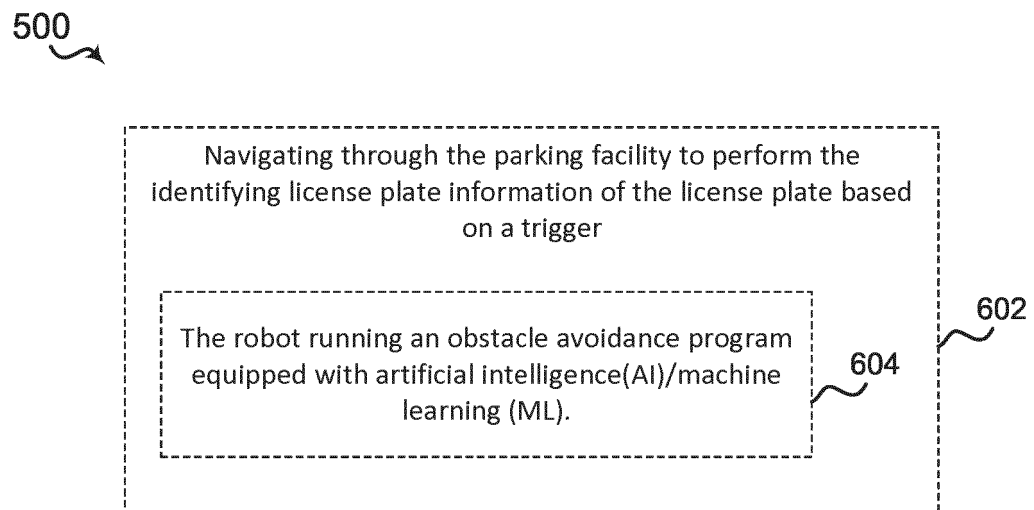 500
Navigating through the parking facility to perform the
identifying license plate information of the license plate based
on a trigger
602
The robot running an obstacle avoidance program
equipped with artificial intelligence(AI)/machine
learning (ML).
604